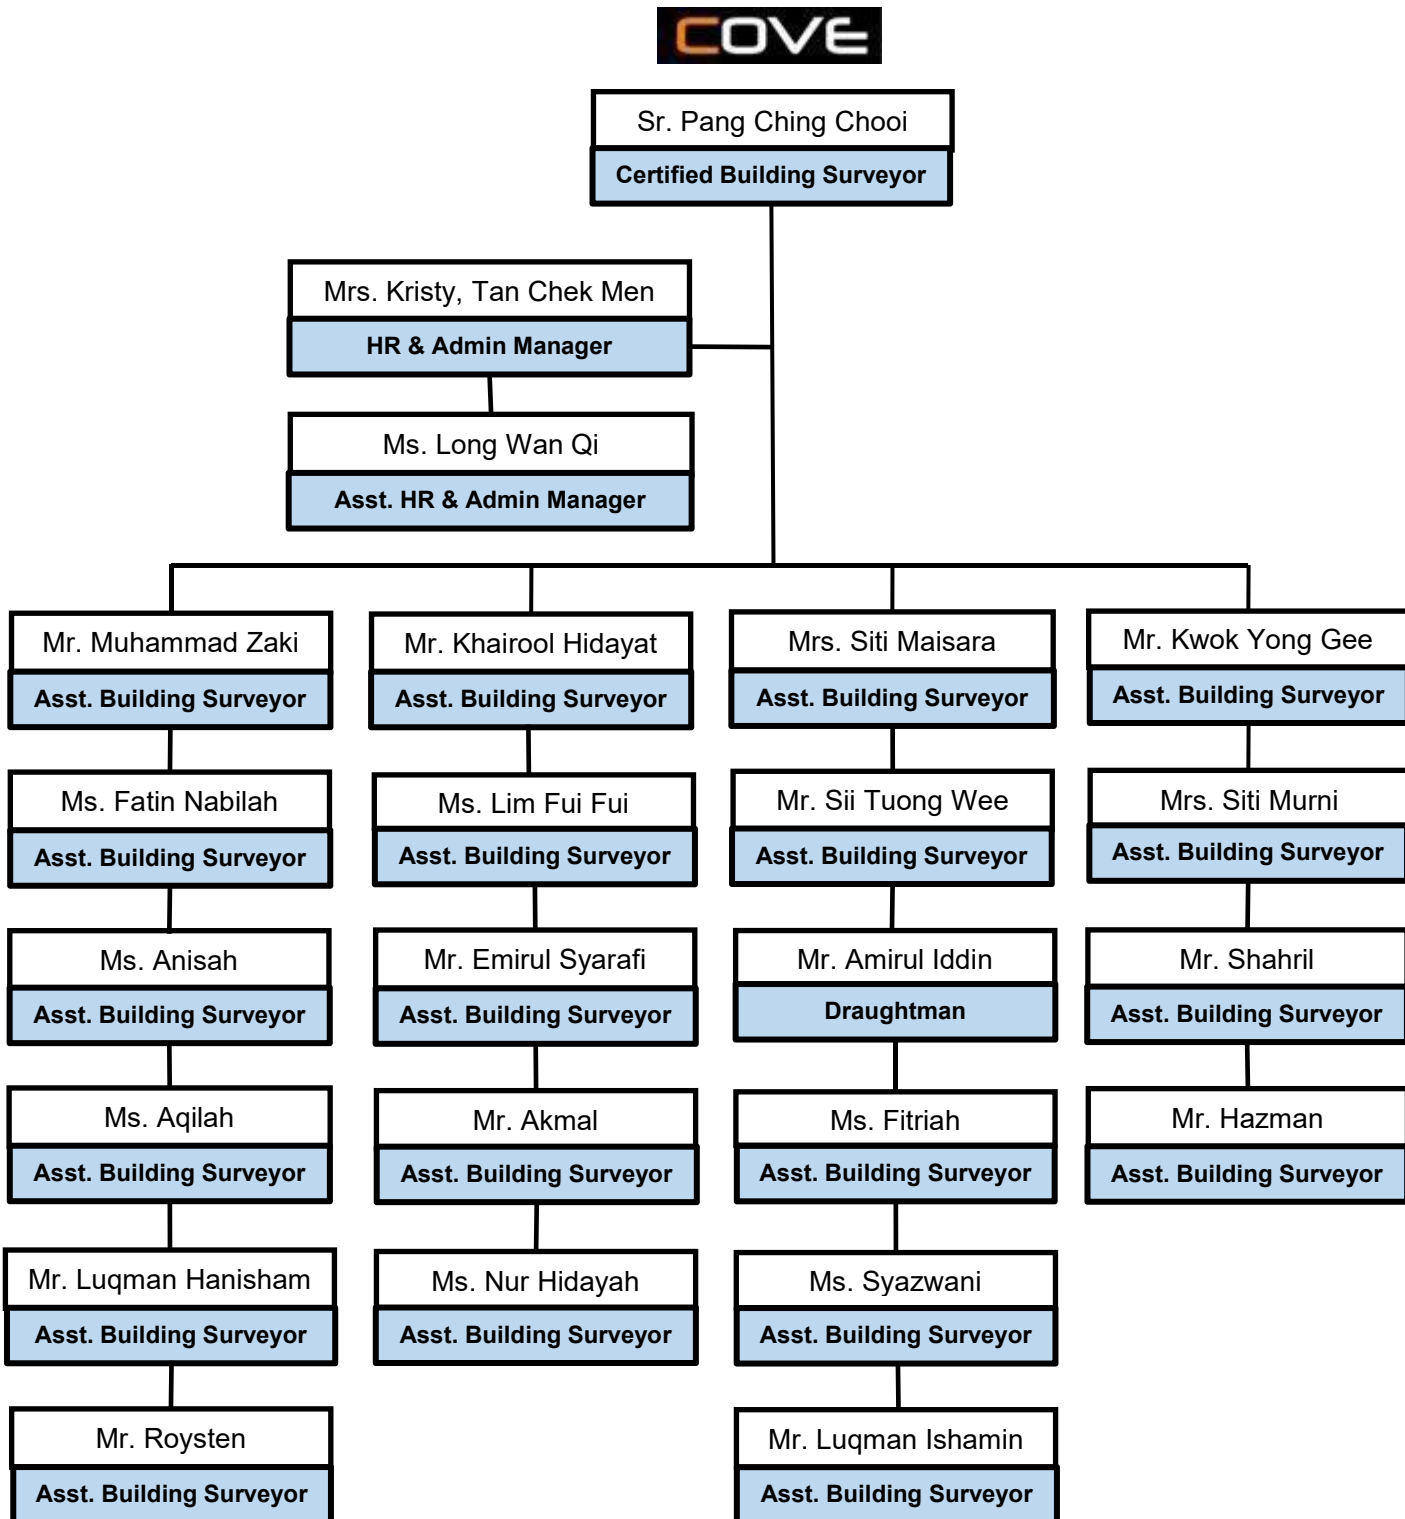 COVE
Sr. Pang Ching Chooi
Certified Building Surveyor
Mrs. Kristy, Tan Chek Men
HR & Admin Manager
Ms. Long Wan Qi
Asst. HR & Admin Manager
Mr. Muhammad Zaki
Asst. Building Surveyor
Ms. Fatin Nabilah
Asst. Building Surveyor
Ms. Anisah
Asst. Building Surveyor
Ms. Aqilah
Asst. Building Surveyor
Mr. Luqman Hanisham
Asst. Building Surveyor
Mr. Roysten
Asst. Building Surveyor
Mr. Khairool Hidayat
Asst. Building Surveyor
Ms. Lim Fui Fui
Asst. Building Surveyor
Mr. Emirul Syarafi
Asst. Building Surveyor
Mr. Akmal
Asst. Building Surveyor
Ms. Nur Hidayah
Asst. Building Surveyor
Mrs. Siti Maisara
Asst. Building Surveyor
Mr. Sii Tuong Wee
Asst. Building Surveyor
Mr. Amirul Iddin
Draughtman
Ms. Fitriah
Asst. Building Surveyor
Ms. Syazwani
Asst. Building Surveyor
Mr. Luqman Ishamin
Asst. Building Surveyor
Mr. Kwok Yong Gee
Asst. Building Surveyor
Mrs. Siti Murni
Asst. Building Surveyor
Mr. Shahril
Asst. Building Surveyor
Mr. Hazman
Asst. Building Surveyor